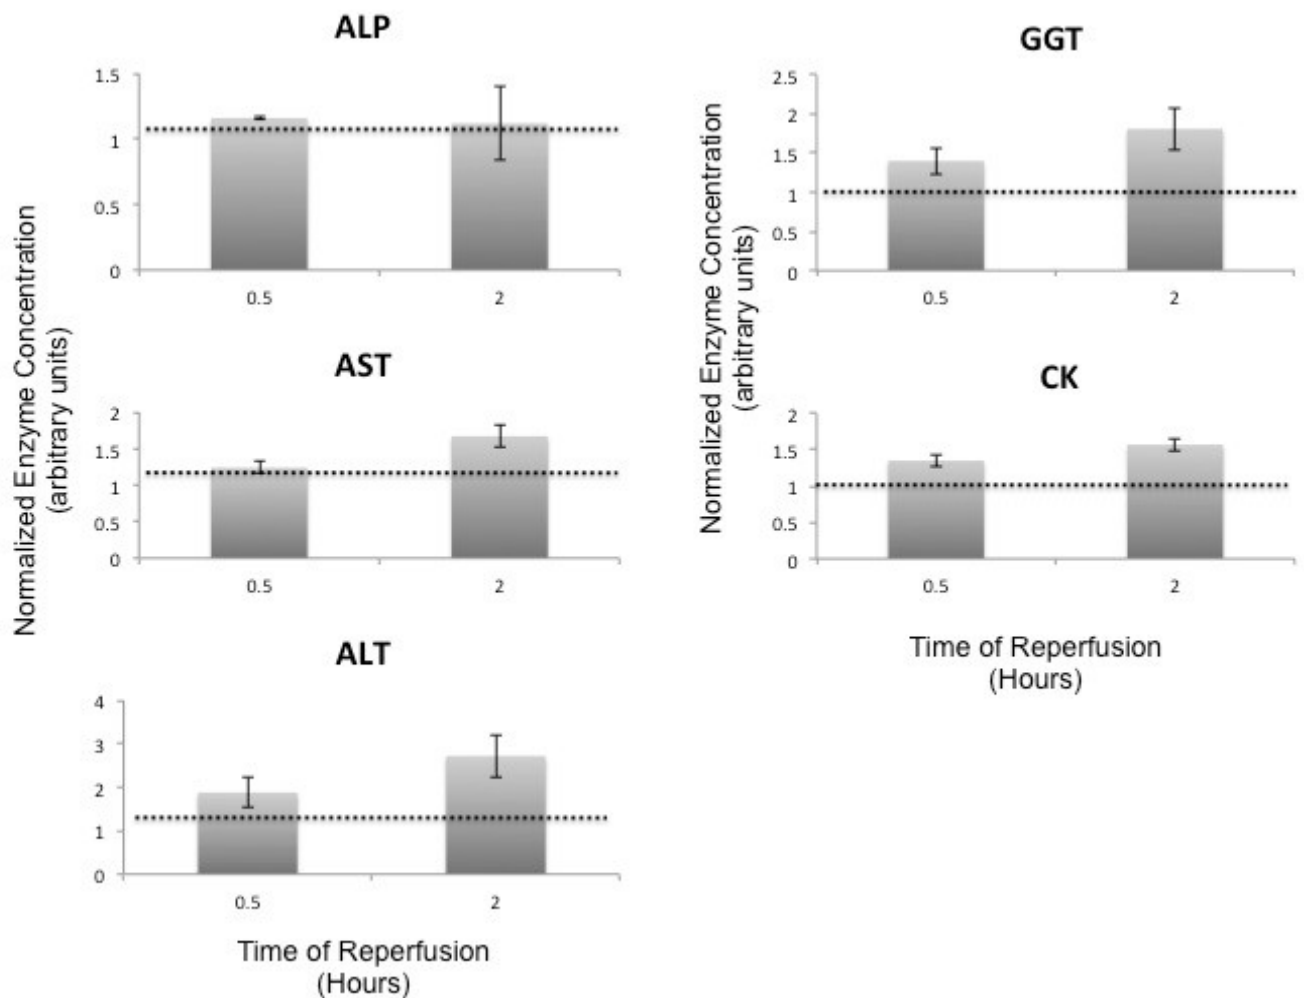 ALP
Normalized Enzyme Concentration
(arbitrary units)
1.5
1
0.5
0
0.5 2
AST
2
1.5
1
0.5
0
0.5 2
ALT
4
3
2
1
0
0.5 2
Time of Reperfusion
(Hours)
GGT
Normalized Enzyme Concentration
(arbitrary units)
2.5
2
1.5
1
0.5
0
0.5 2
CK
2
1.5
1
0.5
0
0.5 2
Time of Reperfusion
(Hours)